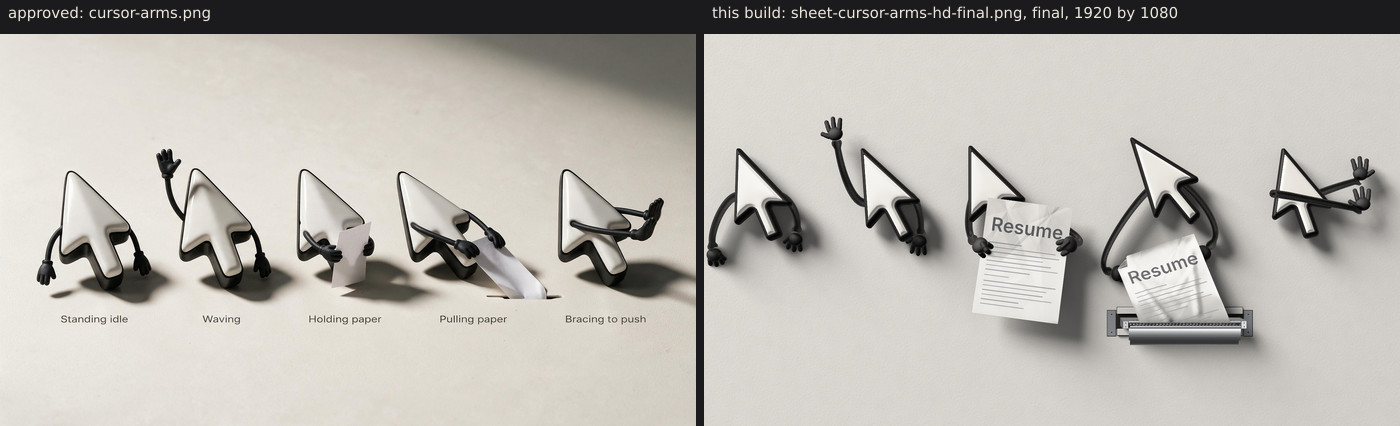 approved: cursor-arms.png
this build: sheet-cursor-arms-hd-final.png, final, 1920 by 1080
Resume
Resume
Standing idle
Waving
Holding paper
Pulling paper
Bracing to push